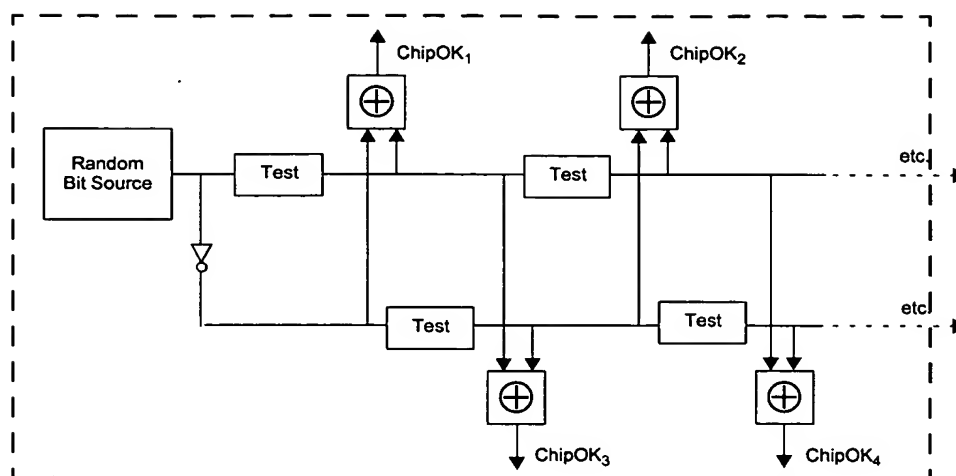 ChipOK1
ChipOK2
Random
Bit Source
Test
Test
etc.
Test
Test
etc
ChipOK3
ChipOK4